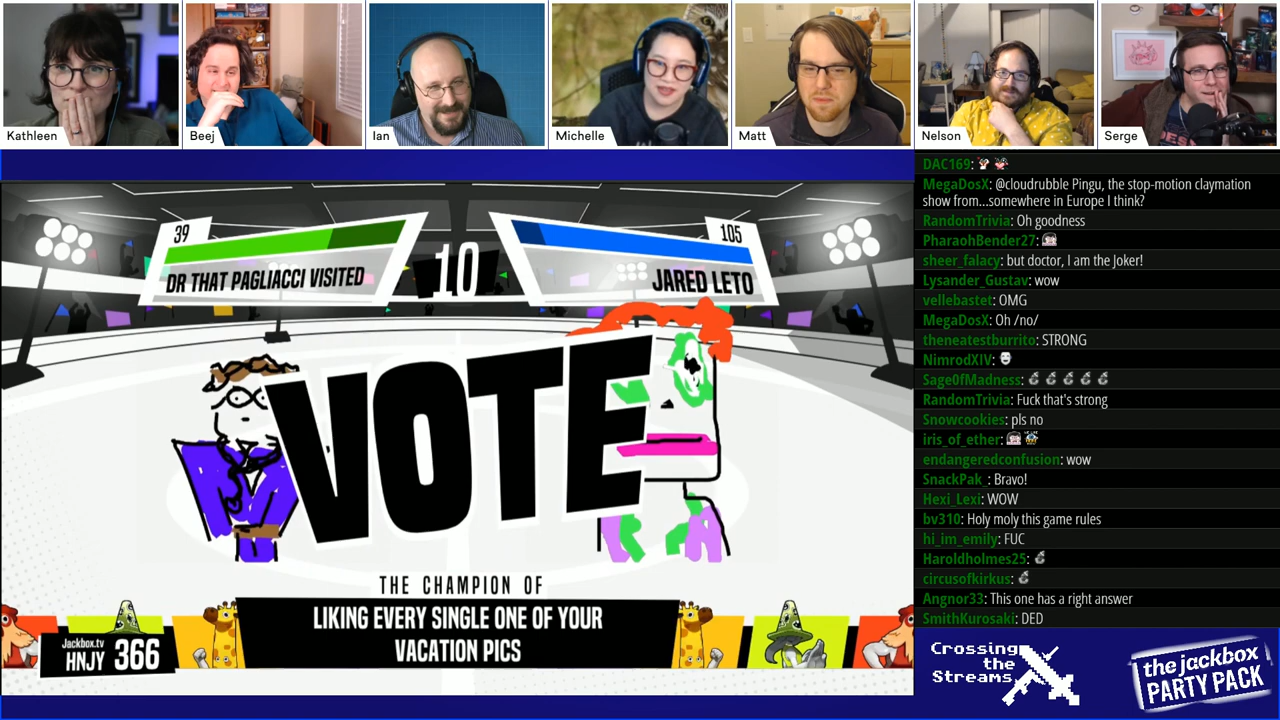 Kathleen
Beej
Ian
Michelle
Matt
Nelson
Serge
39
DR THAT PAGLIACCI VISITED
10
105
JARED LETO
VOTE
THE CHAMPION OF
LIKING EVERY SINGLE ONE OF YOUR
VACATION PICS
Jackbox.tv
HNJY 366
DAC169:
MegaDosX: @cloudrubble Pingu, the stop-motion claymation
show from...somewhere in Europe I think?
RandomTrivia: Oh goodness
PharaohBender27:
sheer_falacy: but doctor, I am the Joker!
Lysander_Gustav: wow
vellebastet: OMG
MegaDosX: Oh /no/
theneatestburrito: STRONG
NimrodXIV:
Sage0fMadness:
RandomTrivia: Fuck that's strong
Snowcookies: pls no
iris_of_ether:
endangeredconfusion: wow
SnackPak_: Bravo!
Hexi_Lexi: WOW
bv310: Holy moly this game rules
hi_im_emily: FUC
Haroldholmes25:
circusofkirkus:
Angnor33: This one has a right answer
SmithKurosaki: DED
Crossing
the
Streams
the jackbox
PARTY PACK